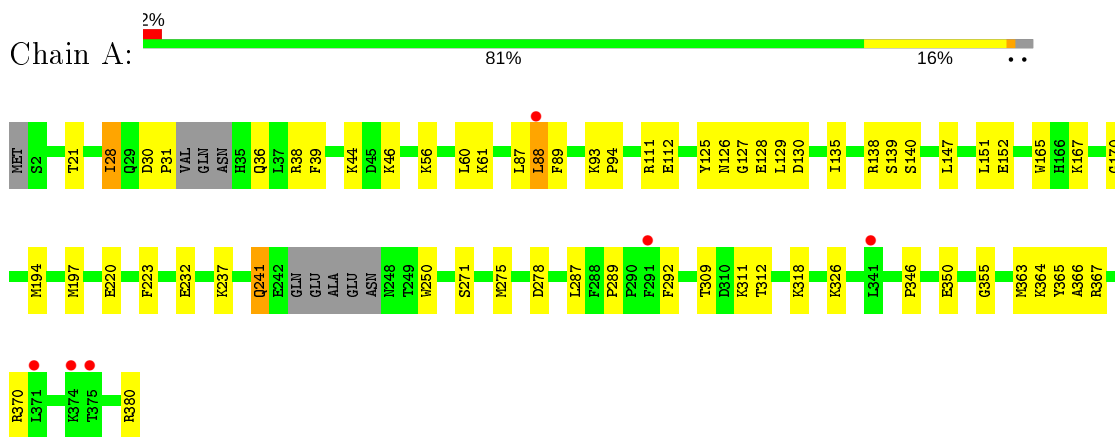 2%
Chain A:
81% 16% • •
MET S2 T21 I28 Q29 D30 P31 VAL GLN ASN H35 Q36 L37 R38 F39 K44 D45 K46 K56 L60 K61 L87 L88 F89 K93 P94 R111 E112 Y125 N126 G127 E128 L129 D130 I135 R138 S139 S140 L147 L151 E152 W165 H166 K167 G170
M194 M197 E220 F223 E232 K237 Q241 E242 GLN GLU ALA GLU ASN N248 T249 W250 S271 M275 D278 L287 F288 P289 P290 F291 F292 T309 D310 K311 T312 K318 K326 L341 P346 E350 G355 M363 K364 Y365 A366 R367
R370 L371 K374 T375 R380